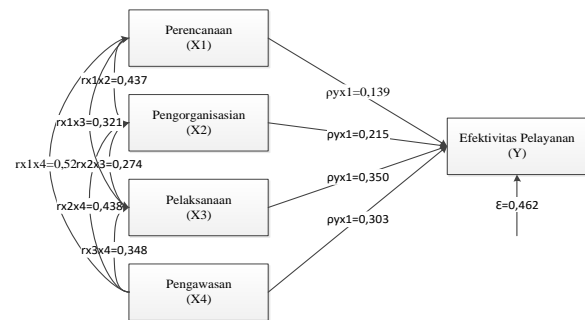 Perencanaan
(X1)
rx1x2=0,437
ρyx1=0,139
Pengorganisasian
(X2)
rx1x3=0,321
ρyx1=0,215
Efektivitas Pelayanan
(Y)
rx1x4=0,52
rx2x3=0,274
ρyx1=0,350
Pelaksanaan
(X3)
rx2x4=0,438
ρyx1=0,303
Ɛ=0,462
rx3x4=0,348
Pengawasan
(X4)